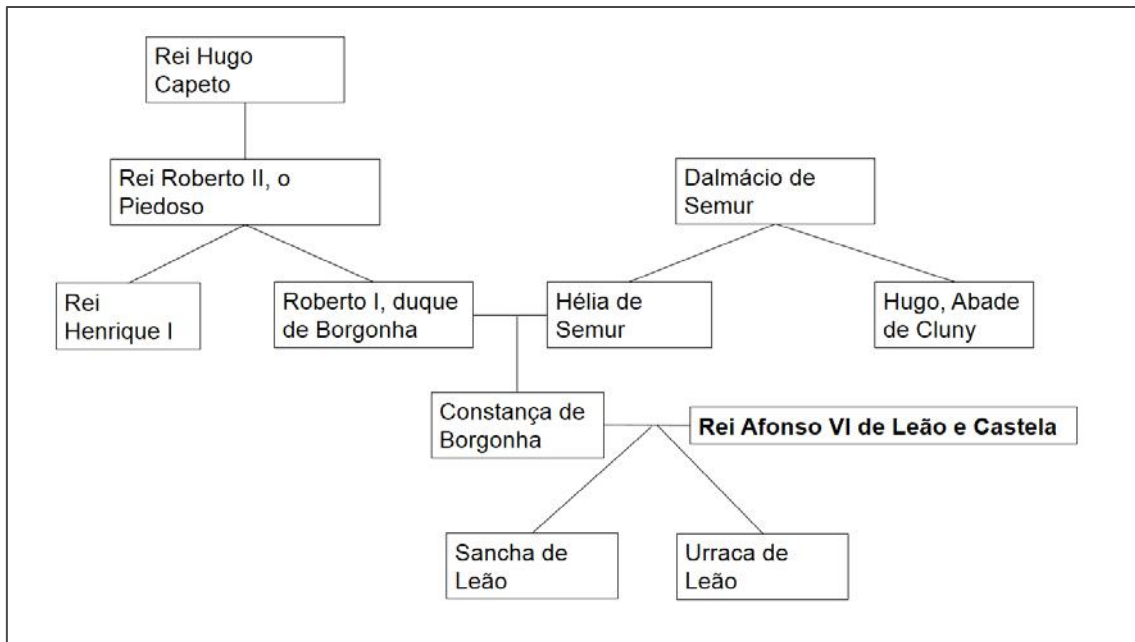 Rei Hugo
Capeto
Rei Roberto II, o
Piedoso
Dalmácio de
Semur
Rei
Henrique I
Roberto I, duque
de Borgonha
Hélia de
Semur
Hugo, Abade
de Cluny
Constança de
Borgonha
Rei Afonso VI de Leão e Castela
Sancha de
Leão
Urraca de
Leão